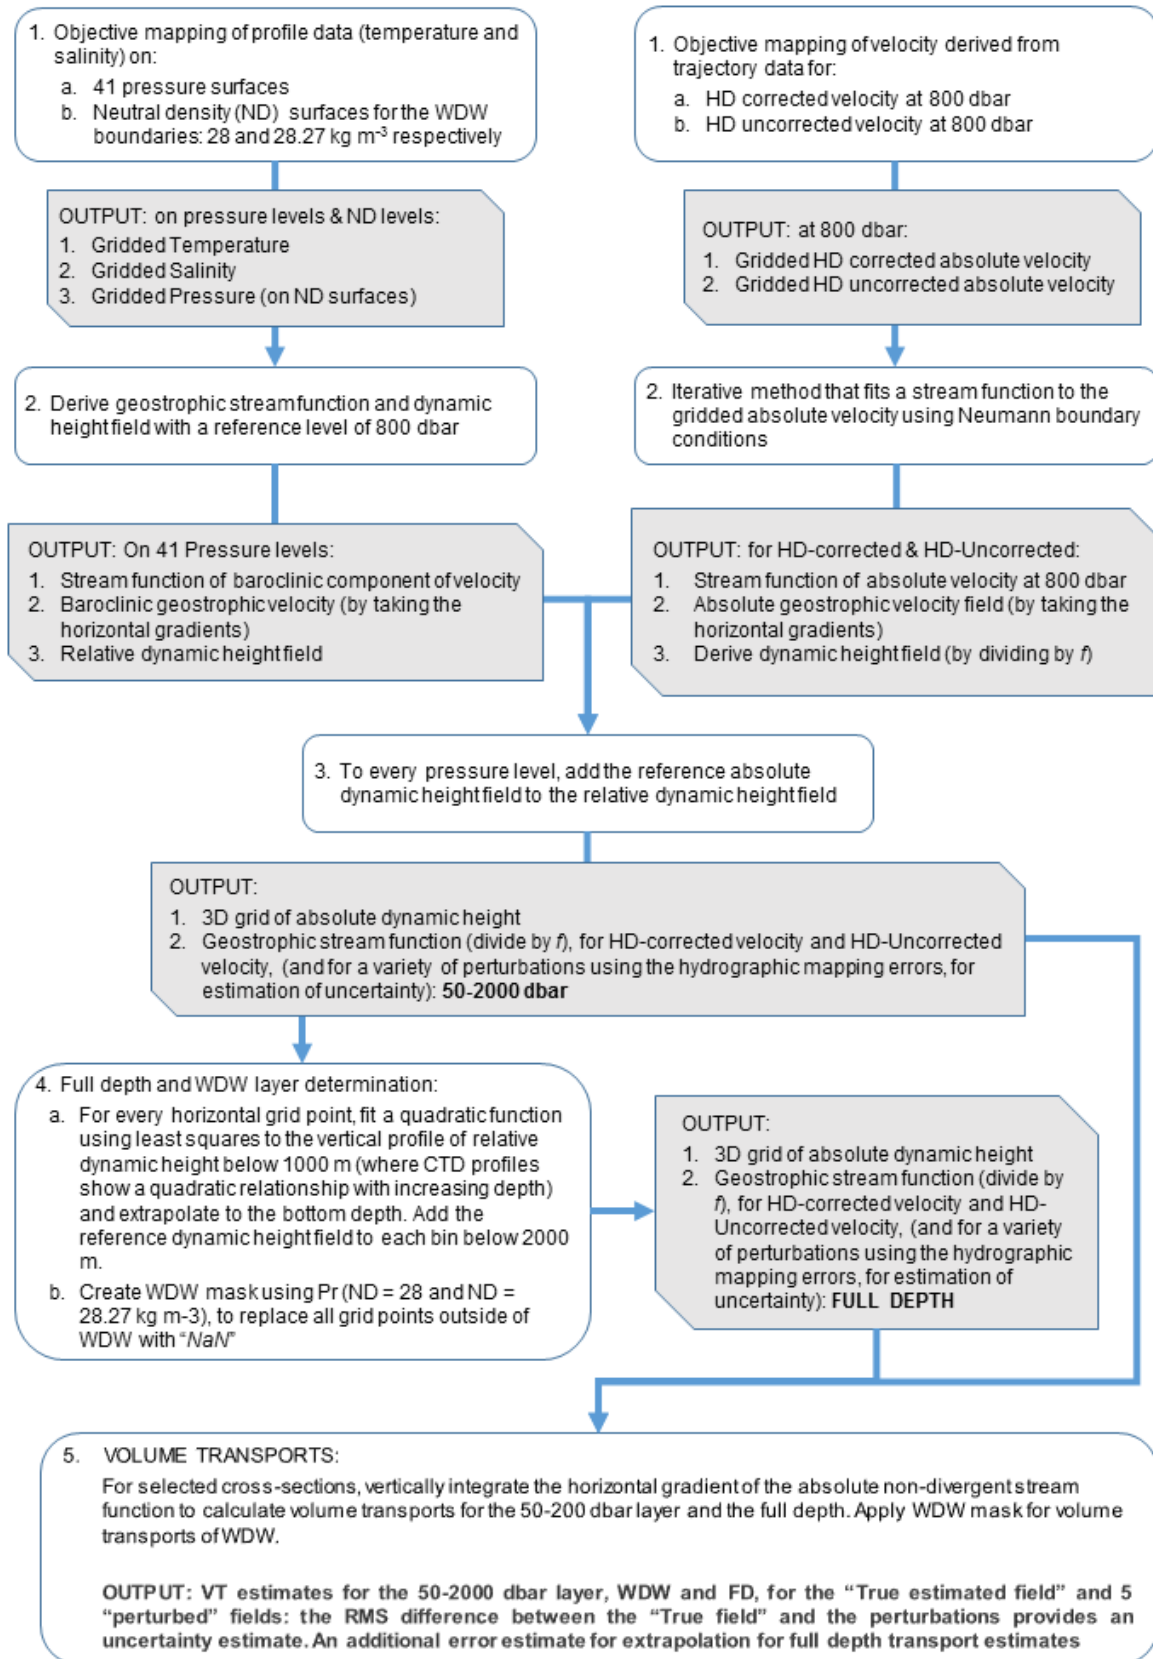 1. Objective mapping of profile data (temperature and
salinity) on:
a. 41 pressure surfaces
b. Neutral density (ND) surfaces for the WDW
boundaries: 28 and 28.27 kg m-3 respectively
1. Objective mapping of velocity derived from
trajectory data for:
a. HD corrected velocity at 800 dbar
b. HD uncorrected velocity at 800 dbar
OUTPUT: on pressure levels & ND levels:
1. Gridded Temperature
2. Gridded Salinity
3. Gridded Pressure (on ND surfaces)
OUTPUT: at 800 dbar:
1. Gridded HD corrected absolute velocity
2. Gridded HD uncorrected absolute velocity
2. Derive geostrophic streamfunction and dynamic
height field with a reference level of 800 dbar
2. Iterative method that fits a stream function to the
gridded absolute velocity using Neumann boundary
conditions
OUTPUT: On 41 Pressure levels:
1. Stream function of baroclinic component of velocity
2. Baroclinic geostrophic velocity (by taking the
horizontal gradients)
3. Relative dynamic height field
OUTPUT: for HD-corrected & HD-Uncorrected:
1. Stream function of absolute velocity at 800 dbar
2. Absolute geostrophic velocity field (by taking the
horizontal gradients)
3. Derive dynamic height field (by dividing by f)
3. To every pressure level, add the reference absolute
dynamic height field to the relative dynamic height field
OUTPUT:
1. 3D grid of absolute dynamic height
2. Geostrophic stream function (divide by f), for HD-corrected velocity and HD-Uncorrected
velocity, (and for a variety of perturbations using the hydrographic mapping errors, for
estimation of uncertainty): 50-2000 dbar
4. Full depth and WDW layer determination:
a. For every horizontal grid point, fit a quadratic function
using least squares to the vertical profile of relative
dynamic height below 1000 m (where CTD profiles
show a quadratic relationship with increasing depth)
and extrapolate to the bottom depth. Add the
reference dynamic height field to each bin below 2000
m.
b. Create WDW mask using Pr (ND = 28 and ND =
28.27 kg m-3), to replace all grid points outside of
WDW with "NaN"
OUTPUT:
1. 3D grid of absolute dynamic height
2. Geostrophic stream function (divide by
f), for HD-corrected velocity and HD-
Uncorrected velocity, (and for a variety
of perturbations using the hydrographic
mapping errors, for estimation of
uncertainty): FULL DEPTH
5. VOLUME TRANSPORTS:
For selected cross-sections, vertically integrate the horizontal gradient of the absolute non-divergent stream
function to calculate volume transports for the 50-200 dbar layer and the full depth. Apply WDW mask for volume
transports of WDW.
OUTPUT: VT estimates for the 50-2000 dbar layer, WDW and FD, for the "True estimated field" and 5
"perturbed" fields: the RMS difference between the "True field" and the perturbations provides an
uncertainty estimate. An additional error estimate for extrapolation for full depth transport estimates